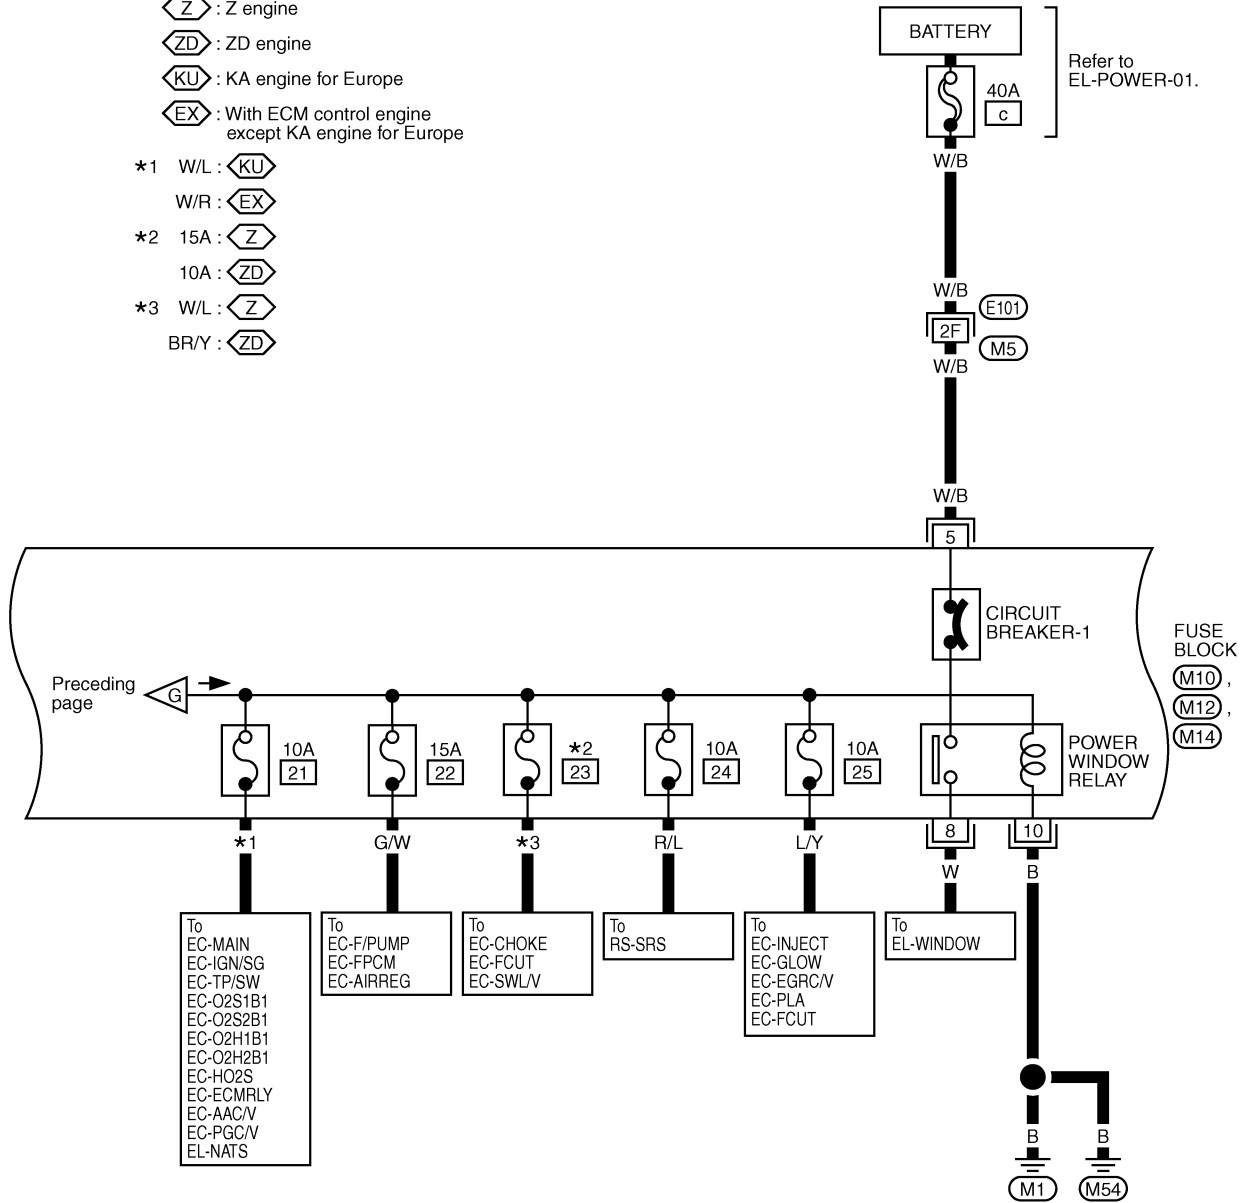 Z : Z engine
ZD : ZD engine
KU : KA engine for Europe
EX : With ECM control engine
except KA engine for Europe
*1 W/L : KU
W/R : EX
*2 15A : Z
10A : ZD
*3 W/L : Z
BR/Y : ZD
BATTERY
Refer to
EL-POWER-01.
40A
c
W/B
W/B
E101
2F
M5
W/B
W/B
5
CIRCUIT
BREAKER-1
FUSE
BLOCK
M10 ,
M12 ,
M14
Preceding
page
G
10A
21
15A
22
*2
23
10A
24
10A
25
POWER
WINDOW
RELAY
*1
G/W
*3
R/L
L/Y
8
10
W
B
To
EC-MAIN
EC-IGN/SG
EC-TP/SW
EC-O2S1B1
EC-O2S2B1
EC-O2H1B1
EC-O2H2B1
EC-HO2S
EC-ECMRLY
EC-AAC/V
EC-PGC/V
EL-NATS
To
EC-F/PUMP
EC-FPCM
EC-AIRREG
To
EC-CHOKE
EC-FCUT
EC-SWL/V
To
RS-SRS
To
EC-INJECT
EC-GLOW
EC-EGRC/V
EC-PLA
EC-FCUT
To
EL-WINDOW
B
B
M1
M54